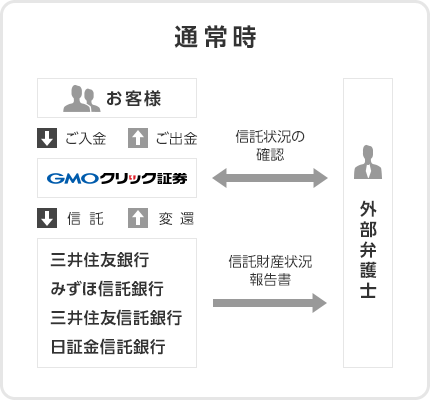 通常時
お客様
ご入金
ご出金
信託状況の
確認
GMOクリック証券
信託
変還
外部弁護士
三井住友銀行
みずほ信託銀行
三井住友信託銀行
日証金信託銀行
信託財産状況
報告書